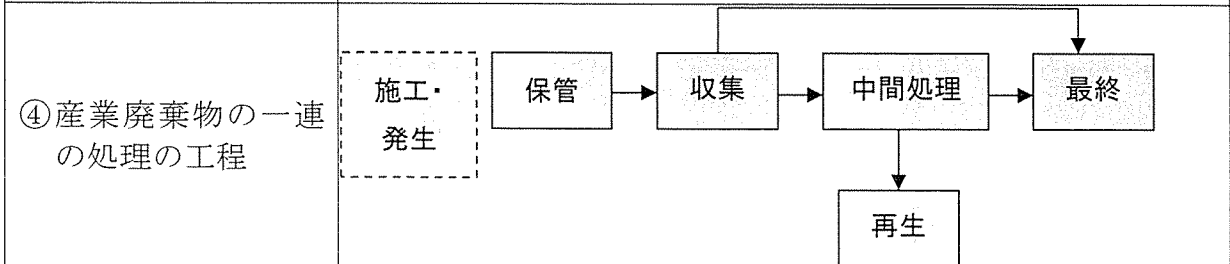 ④産業廃棄物の一連
の処理の工程
施工・
発生
保管
収集
中間処理
最終
再生